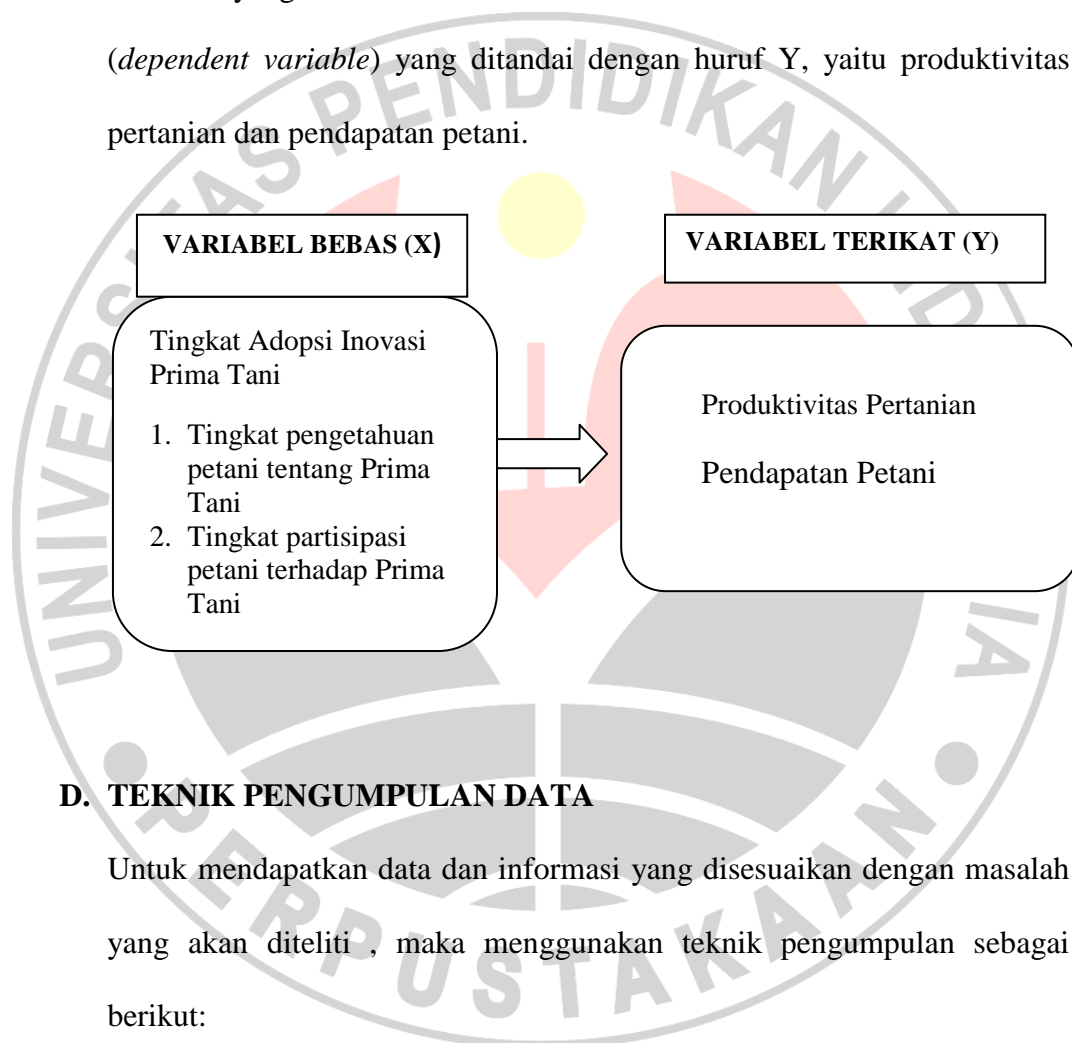 (dependent variable) yang ditandai dengan huruf Y, yaitu produktivitas
pertanian dan pendapatan petani.
VARIABEL BEBAS (X)
Tingkat Adopsi Inovasi
Prima Tani
1. Tingkat pengetahuan
petani tentang Prima
Tani
2. Tingkat partisipasi
petani terhadap Prima
Tani
VARIABEL TERIKAT (Y)
Produktivitas Pertanian
Pendapatan Petani
D. TEKNIK PENGUMPULAN DATA
Untuk mendapatkan data dan informasi yang disesuaikan dengan masalah
yang akan diteliti , maka menggunakan teknik pengumpulan sebagai
berikut:
PERPUSTAKAAN